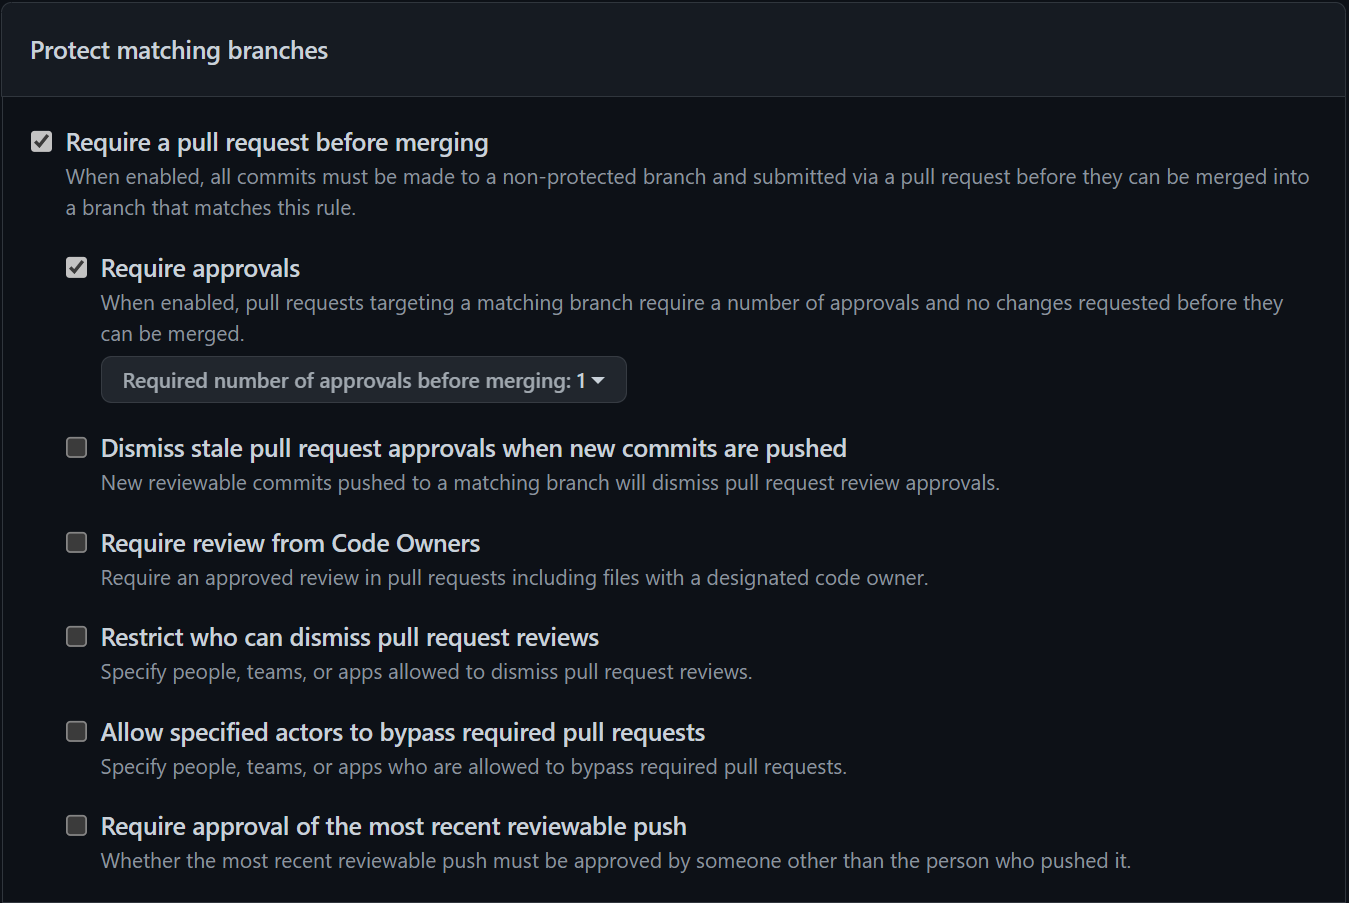 Protect matching branches
Require a pull request before merging
When enabled, all commits must be made to a non-protected branch and submitted via a pull request before they can be merged into
a branch that matches this rule.
Require approvals
When enabled, pull requests targeting a matching branch require a number of approvals and no changes requested before they
can be merged.
Required number of approvals before merging: 1
Dismiss stale pull request approvals when new commits are pushed
New reviewable commits pushed to a matching branch will dismiss pull request review approvals.
Require review from Code Owners
Require an approved review in pull requests including files with a designated code owner.
Restrict who can dismiss pull request reviews
Specify people, teams, or apps allowed to dismiss pull request reviews.
Allow specified actors to bypass required pull requests
Specify people, teams, or apps who are allowed to bypass required pull requests.
Require approval of the most recent reviewable push
Whether the most recent reviewable push must be approved by someone other than the person who pushed it.